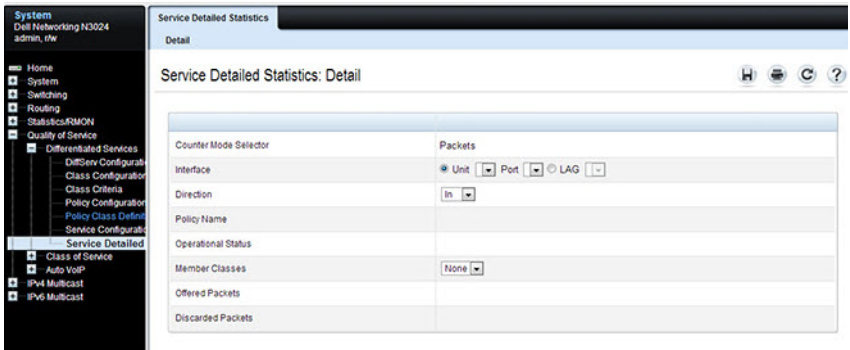 System
Dell Networking N3024
admin, r/w
Home
System
Switching
Routing
Statistics/RMON
Quality of Service
Differentiated Services
DiffServ Configurati
Class Configuration
Class Criteria
Policy Configuration
Policy Class Definit
Service Configuratio
Service Detailed
Class of Service
Auto VoIP
IPv4 Multicast
IPv6 Multicast
Service Detailed Statistics
Detail
Service Detailed Statistics: Detail
Counter Mode Selector Packets
Interface Unit Port LAG
Direction In
Policy Name
Operational Status
Member Classes None
Offered Packets
Discarded Packets